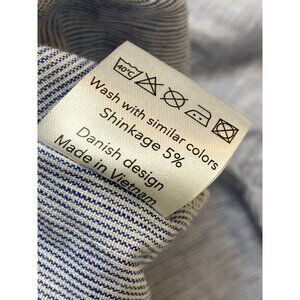 40°C
Wash with similar colors
Shinkage 5%
Danish design
Made in Vietnam